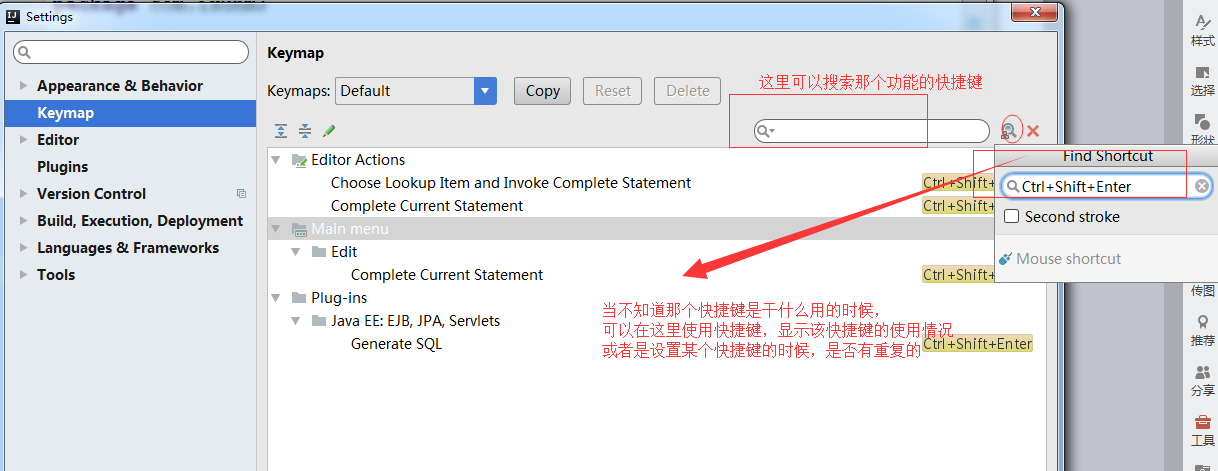 Settings
Appearance & Behavior
Keymap
Editor
Plugins
Version Control
Build, Execution, Deployment
Languages & Frameworks
Tools
Keymap
Keymaps: Default Copy Reset Delete
这里可以搜索那个功能的快捷键
Editor Actions
Choose Lookup Item and Invoke Complete Statement Ctrl+Shift+
Complete Current Statement Ctrl+Shift+
Main menu
Edit
Complete Current Statement Ctrl+Shift+
Plug-ins
Java EE: EJB, JPA, Servlets
Generate SQL Ctrl+Shift+Enter
Find Shortcut
Ctrl+Shift+Enter
Second stroke
Mouse shortcut
当不知道那个快捷键是干什么用的时候，
可以在这里使用快捷键，显示该快捷键的使用情况
或者是设置某个快捷键的时候，是否有重复的
样式
选择
形状
传图
推荐
分享
工具